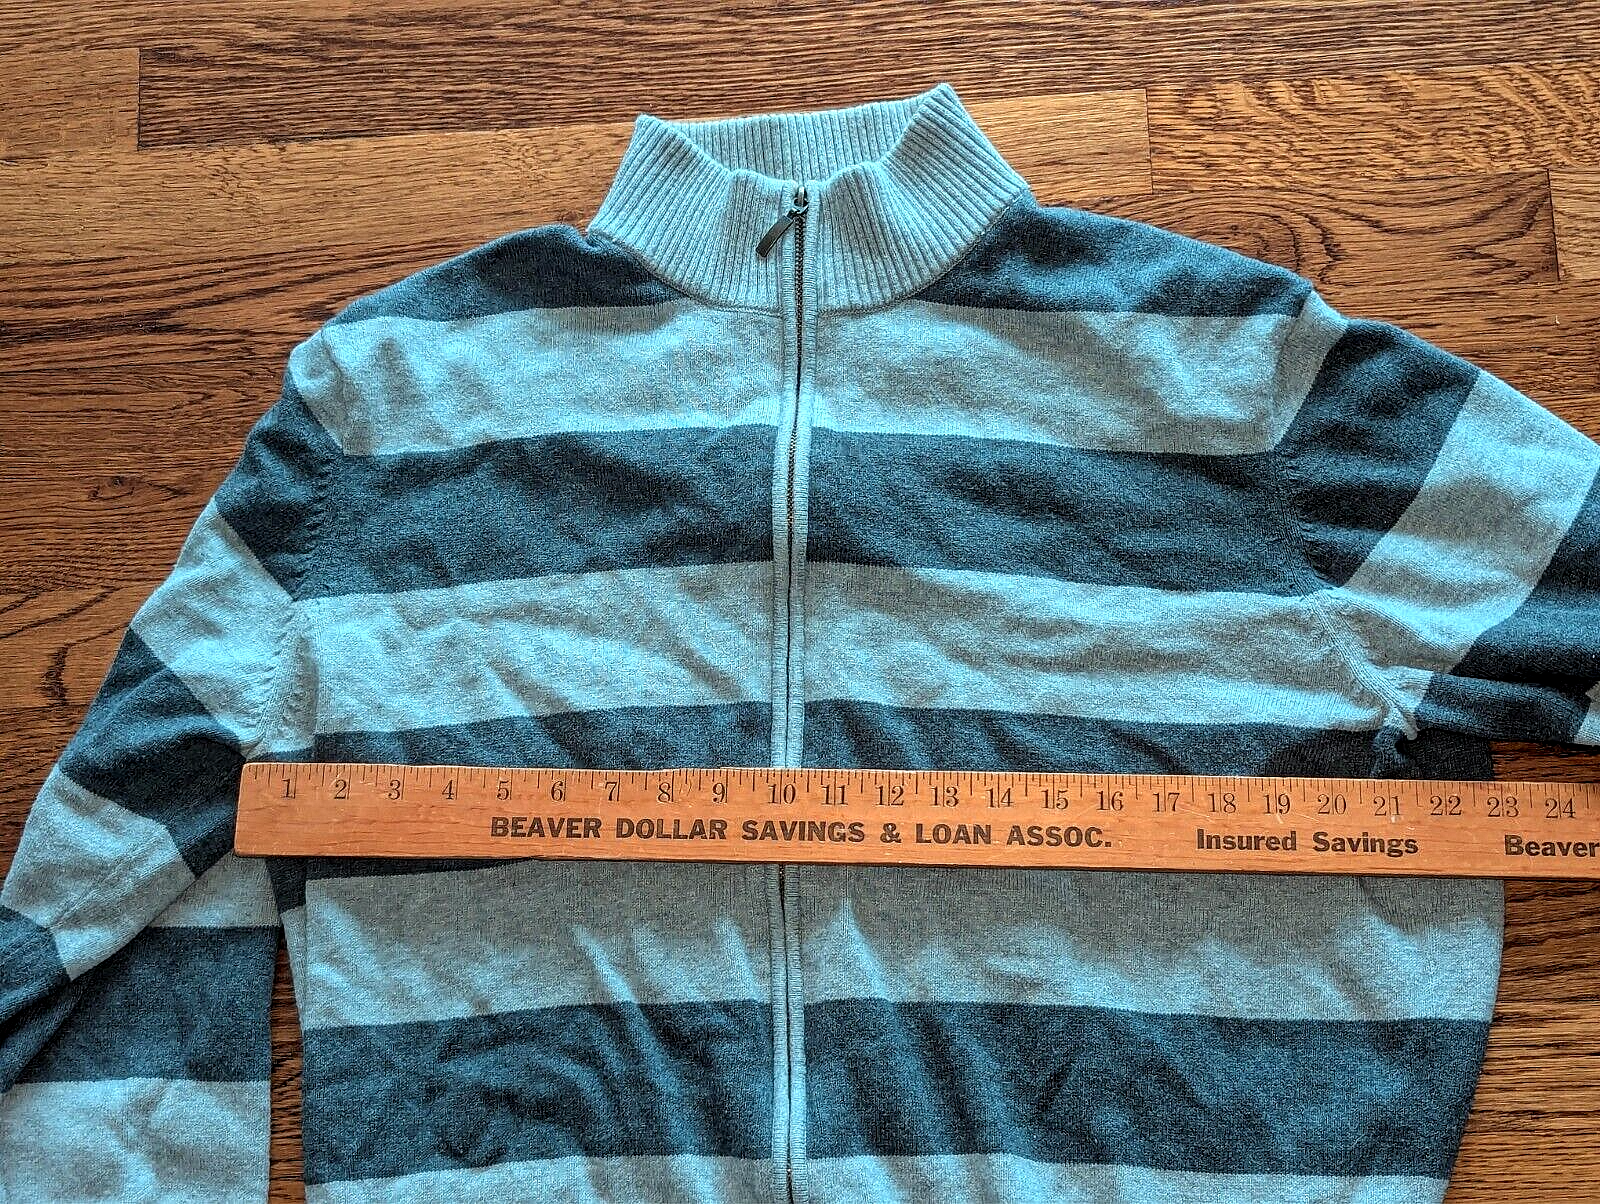 1 2 3 4 5 6 7 8 9 10 11 12 13 14 15 16 17 18 19 20 21 22 23 24
BEAVER DOLLAR SAVINGS & LOAN ASSOC. Insured Savings Beaver